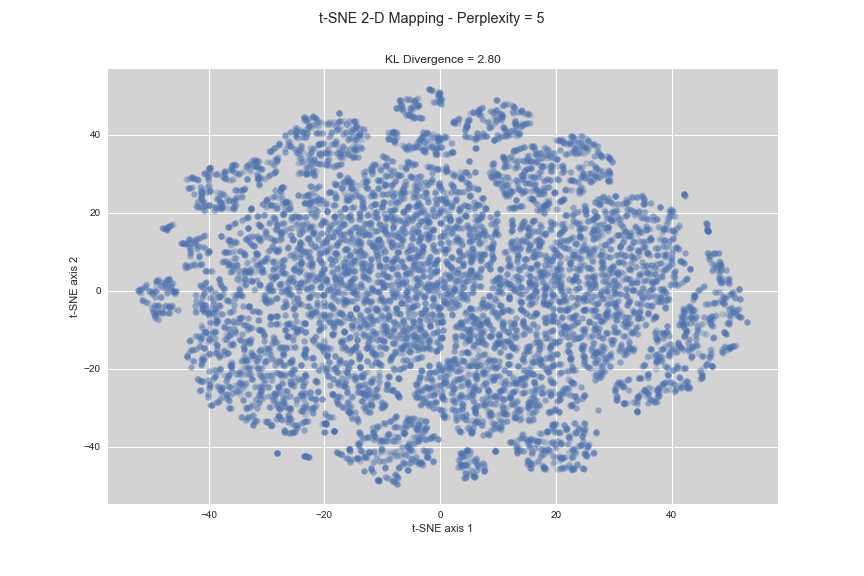 t-SNE 2-D Mapping - Perplexity = 5
KL Divergence = 2.80
t-SNE axis 2
40
20
0
−20
−40
−40
−20
0
20
40
t-SNE axis 1